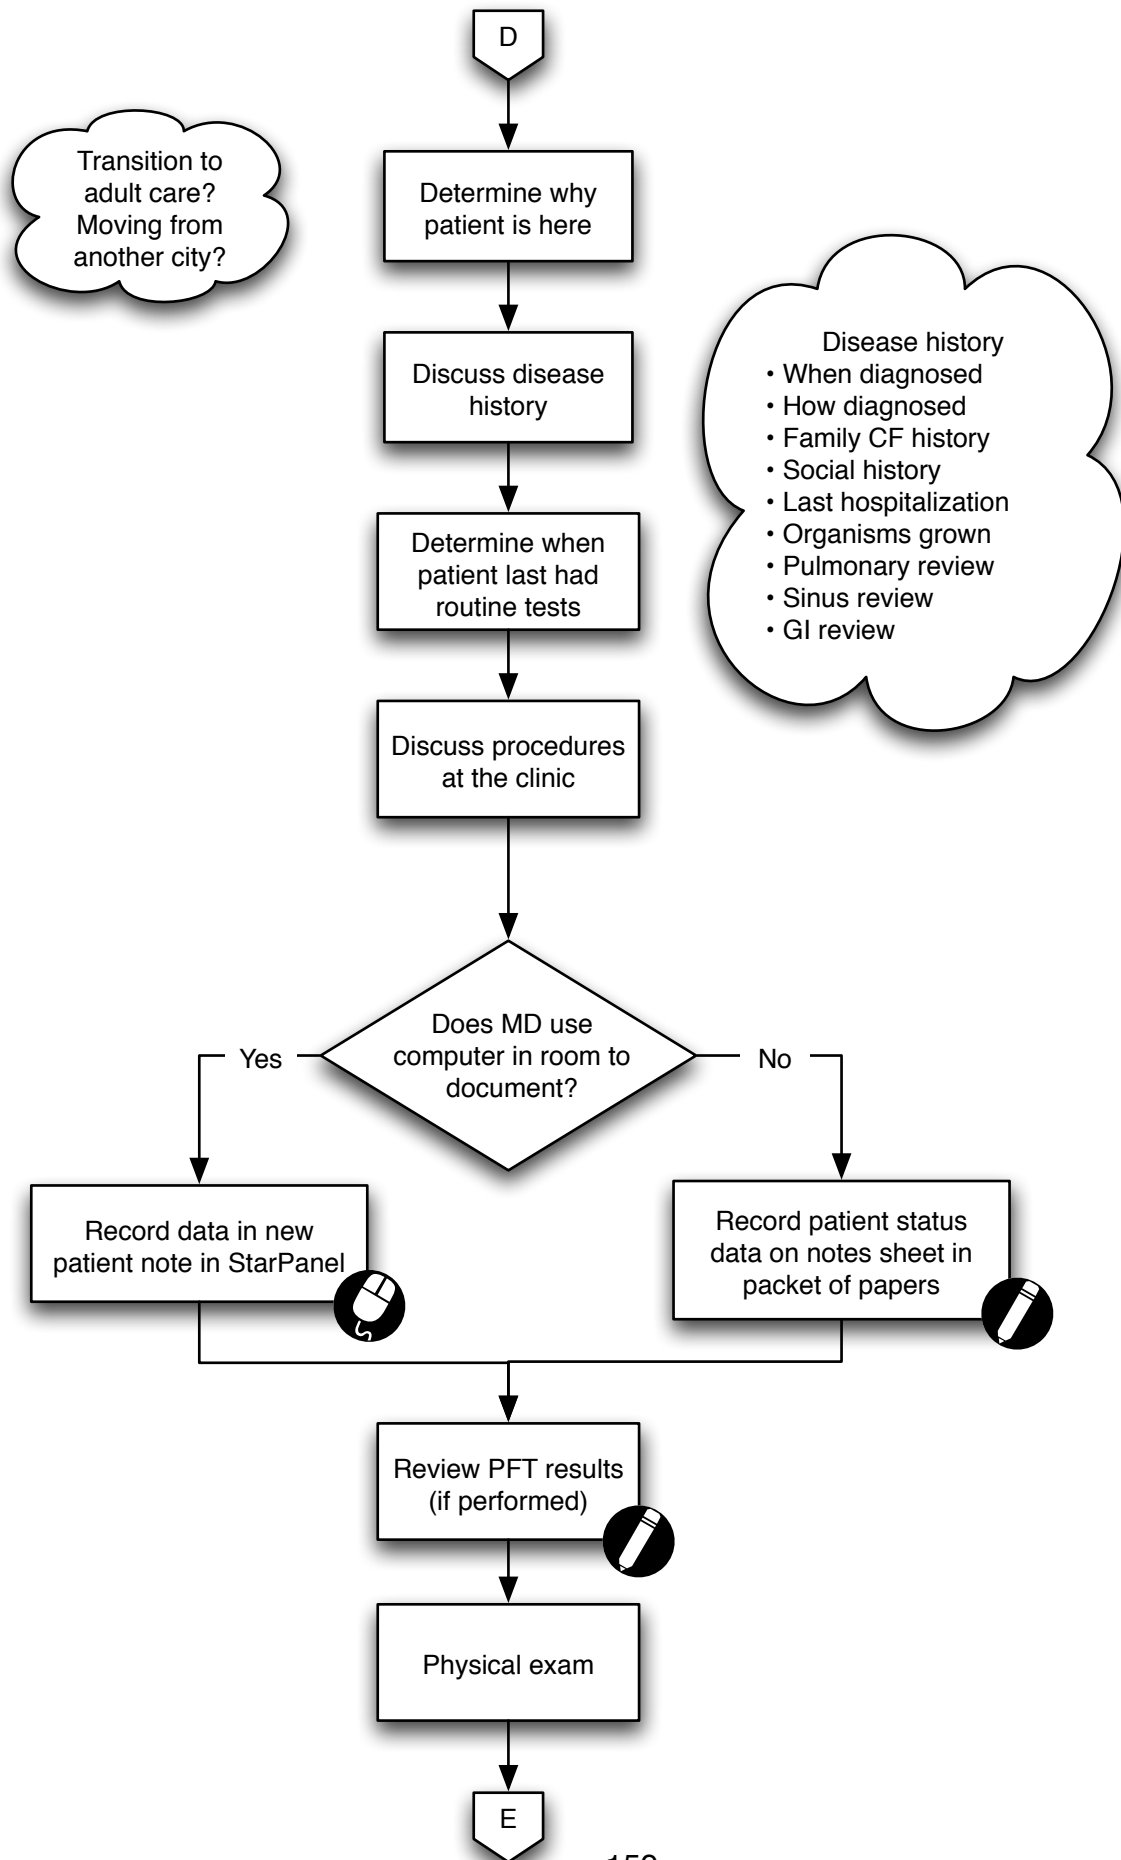 D
Transition to
adult care?
Moving from
another city?
Determine why
patient is here
Discuss disease
history
Disease history
• When diagnosed
• How diagnosed
• Family CF history
• Social history
• Last hospitalization
• Organisms grown
• Pulmonary review
• Sinus review
• GI review
Determine when
patient last had
routine tests
Discuss procedures
at the clinic
Does MD use
computer in room to
document?
Yes
No
Record data in new
patient note in StarPanel
Record patient status
data on notes sheet in
packet of papers
Review PFT results
(if performed)
Physical exam
E